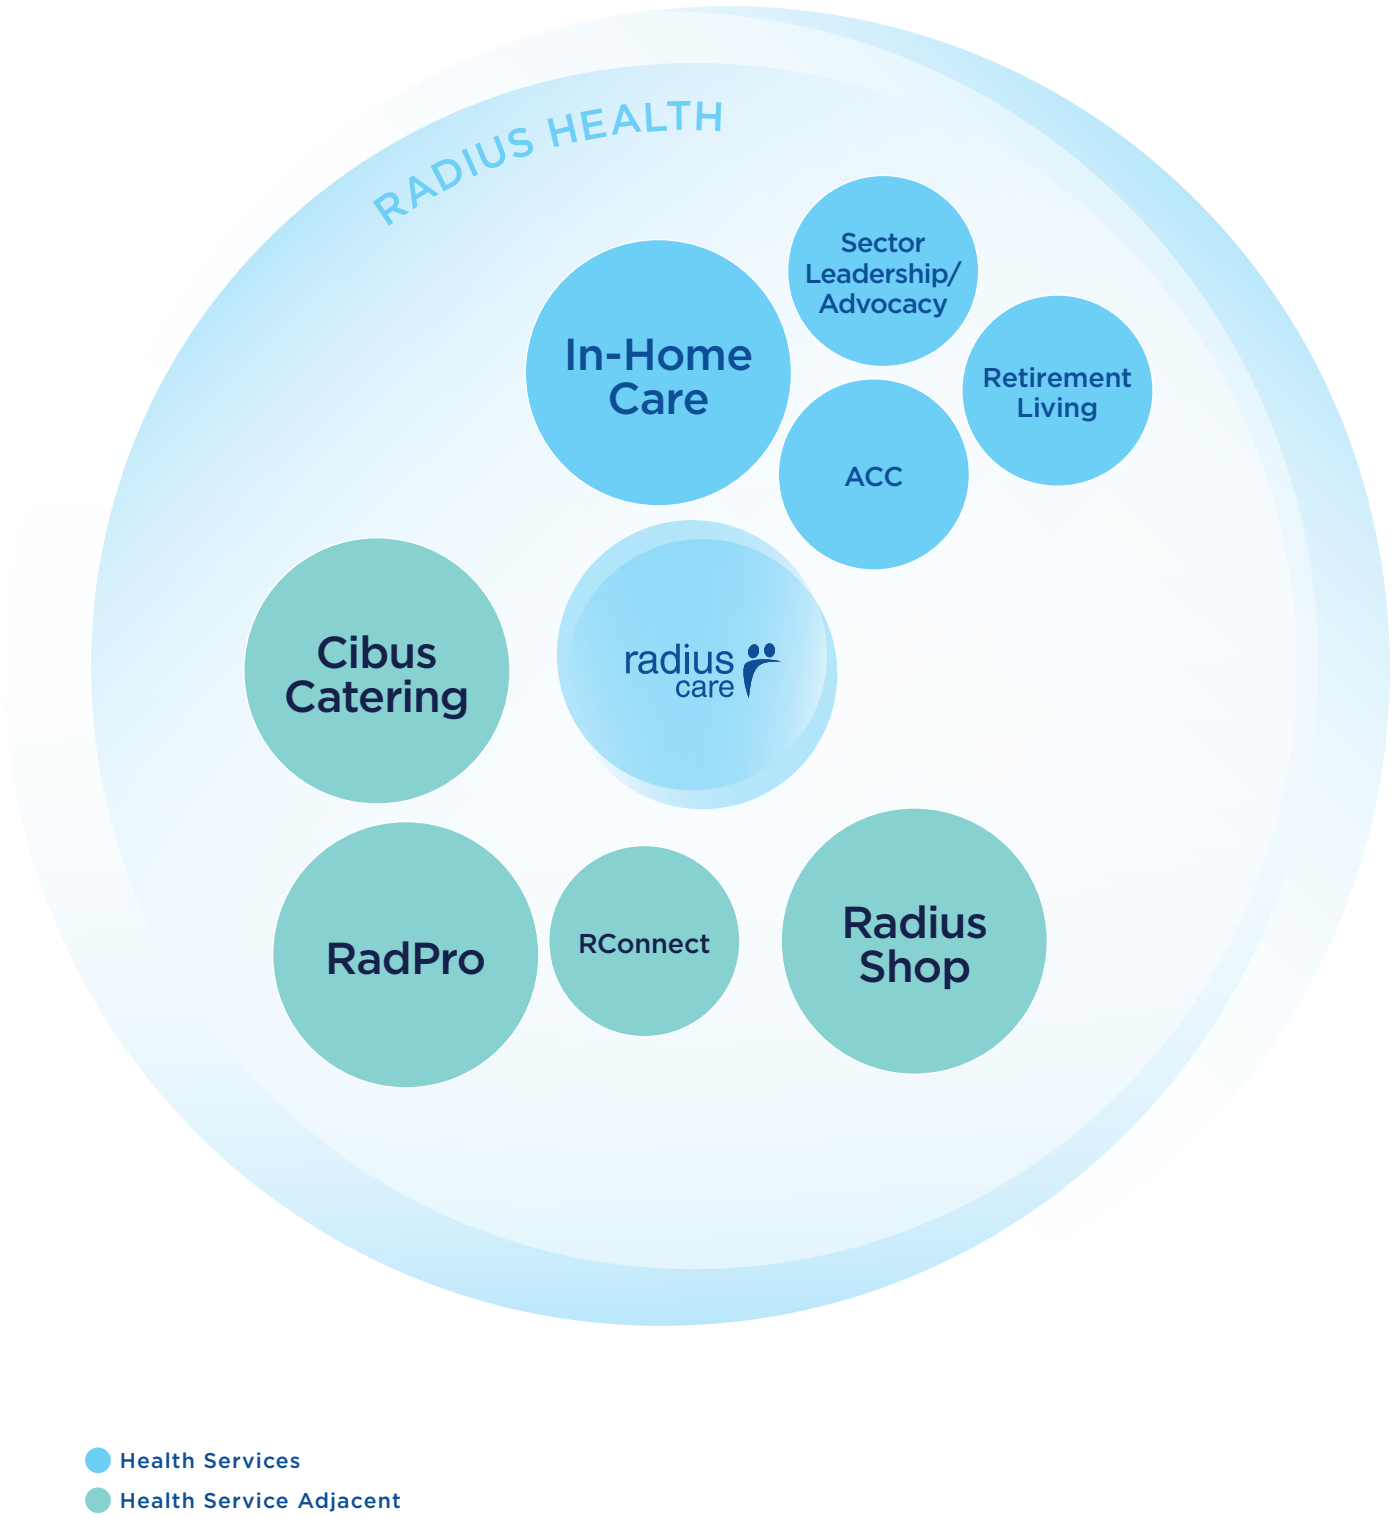 RADIUS HEALTH
Sector
Leadership/
Advocacy
In-Home
Care
Retirement
Living
ACC
Cibus
Catering
radius
care
RadPro
RConnect
Radius
Shop
Health Services
Health Service Adjacent